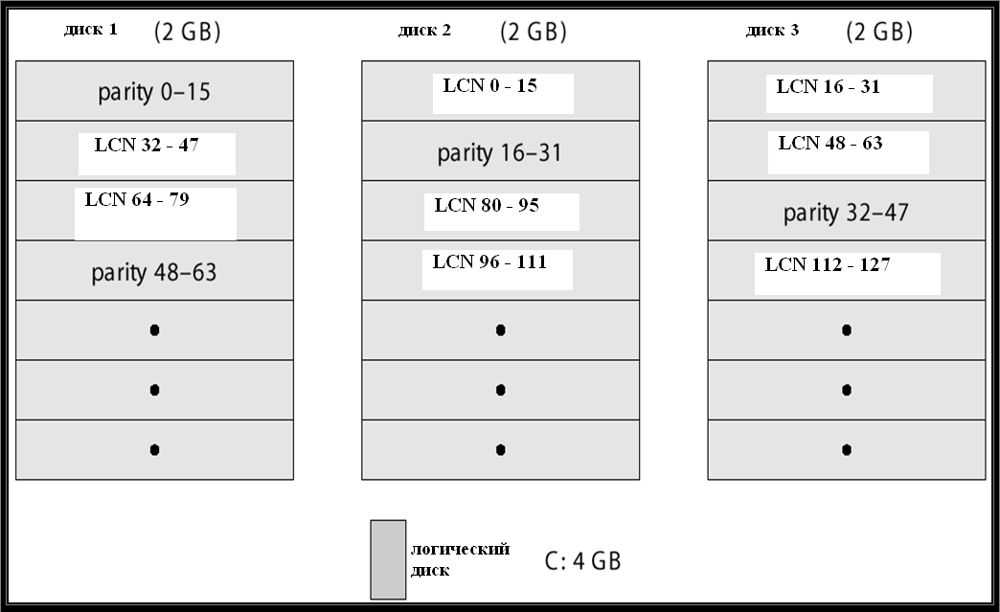 диск 1 (2 GB) диск 2 (2 GB) диск 3 (2 GB)
parity 0–15 LCN 0 - 15 LCN 16 - 31
LCN 32 - 47 parity 16–31 LCN 48 - 63
LCN 64 - 79 LCN 80 - 95 parity 32–47
parity 48–63 LCN 96 - 111 LCN 112 - 127
логический
диск
C: 4 GB